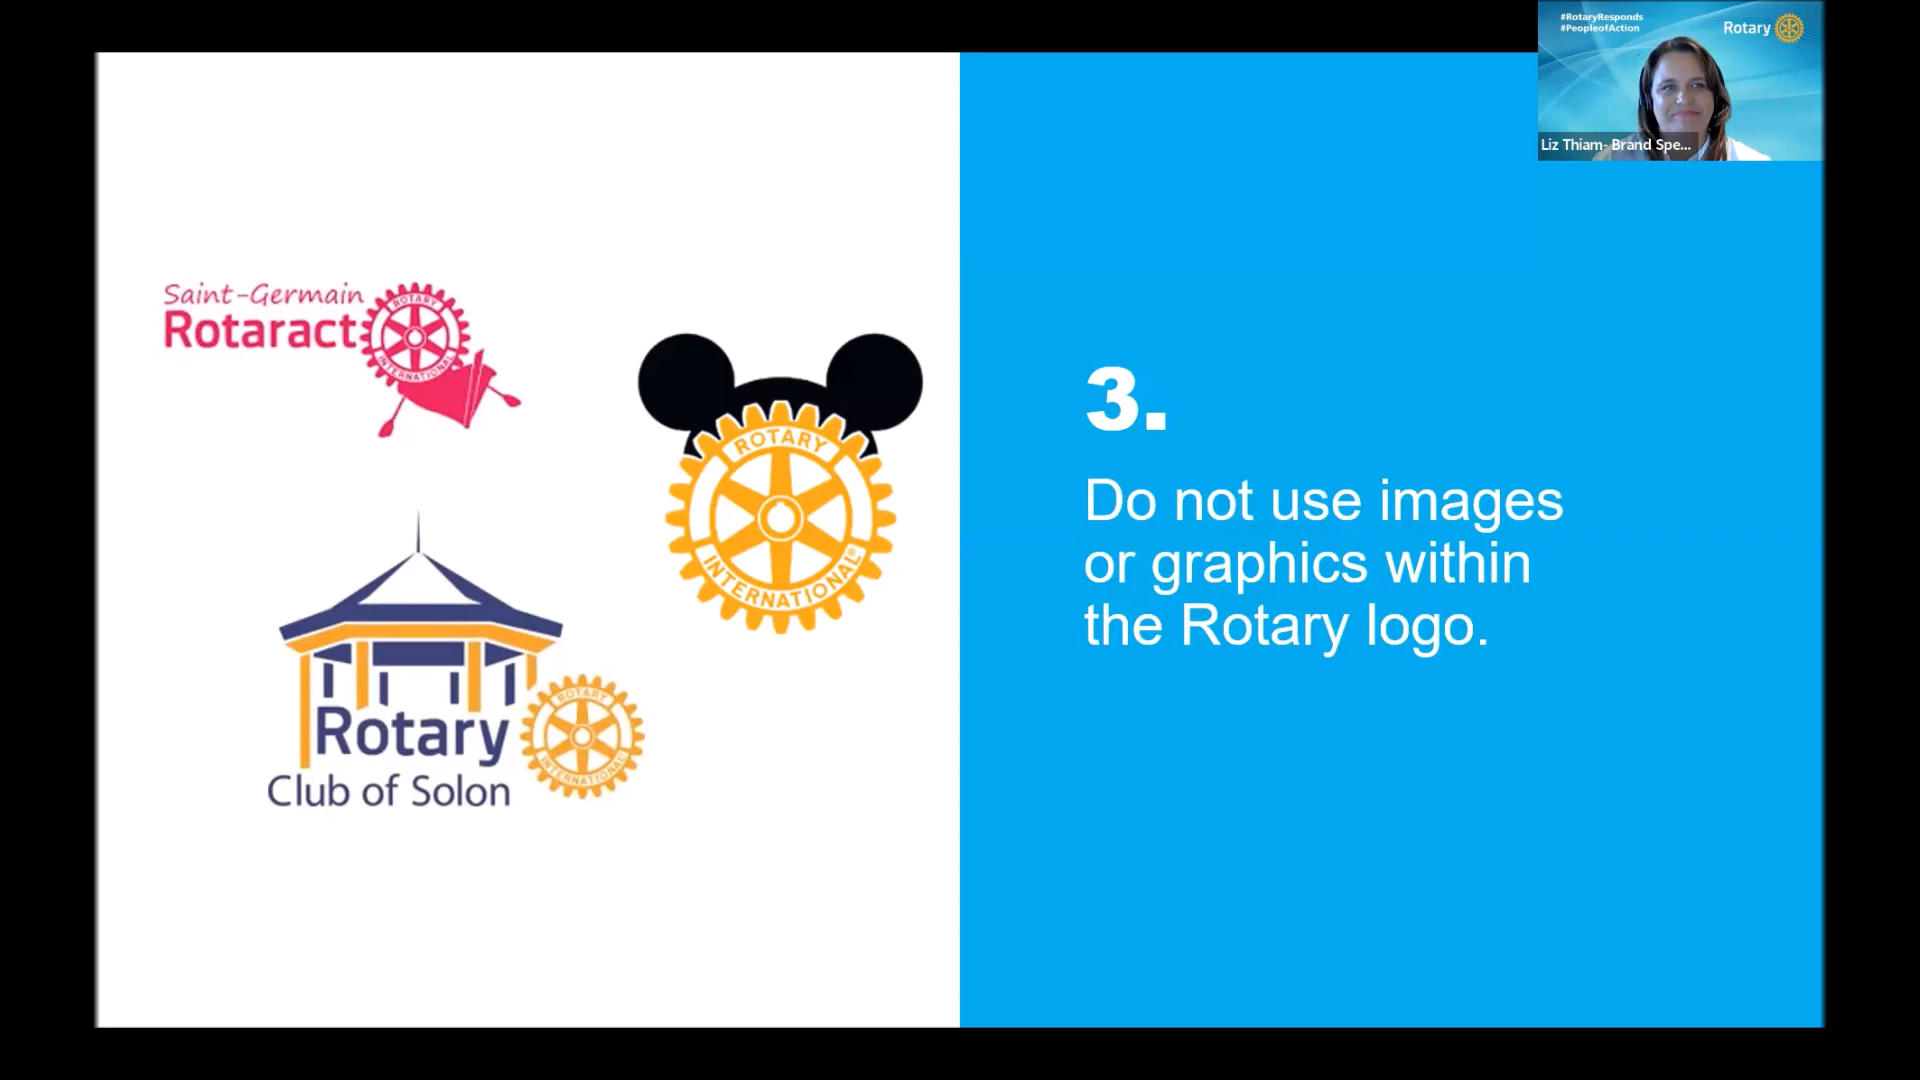 #RotaryResponds
#PeopleofAction
Rotary
Liz Thiam- Brand Spe...
Saint-Germain
Rotaract
ROTARY
INTERNATIONAL
ROTARY
INTERNATIONAL®
Rotary
Club of Solon
ROTARY
INTERNATIONAL
3.
Do not use images
or graphics within
the Rotary logo.